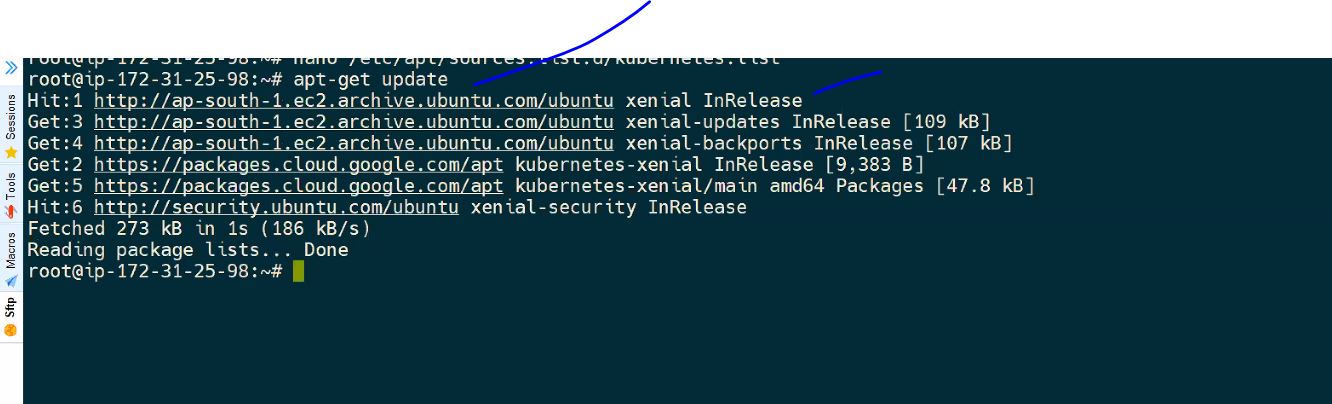 root@ip-172-31-25-98:~# nano /etc/apt/sources.list.d/kubernetes.list
root@ip-172-31-25-98:~# apt-get update
Hit:1 http://ap-south-1.ec2.archive.ubuntu.com/ubuntu xenial InRelease
Get:3 http://ap-south-1.ec2.archive.ubuntu.com/ubuntu xenial-updates InRelease [109 kB]
Get:4 http://ap-south-1.ec2.archive.ubuntu.com/ubuntu xenial-backports InRelease [107 kB]
Get:2 https://packages.cloud.google.com/apt kubernetes-xenial InRelease [9,383 B]
Get:5 https://packages.cloud.google.com/apt kubernetes-xenial/main amd64 Packages [47.8 kB]
Hit:6 http://security.ubuntu.com/ubuntu xenial-security InRelease
Fetched 273 kB in 1s (186 kB/s)
Reading package lists... Done
root@ip-172-31-25-98:~#
Sessions
Tools
Macros
Sftp